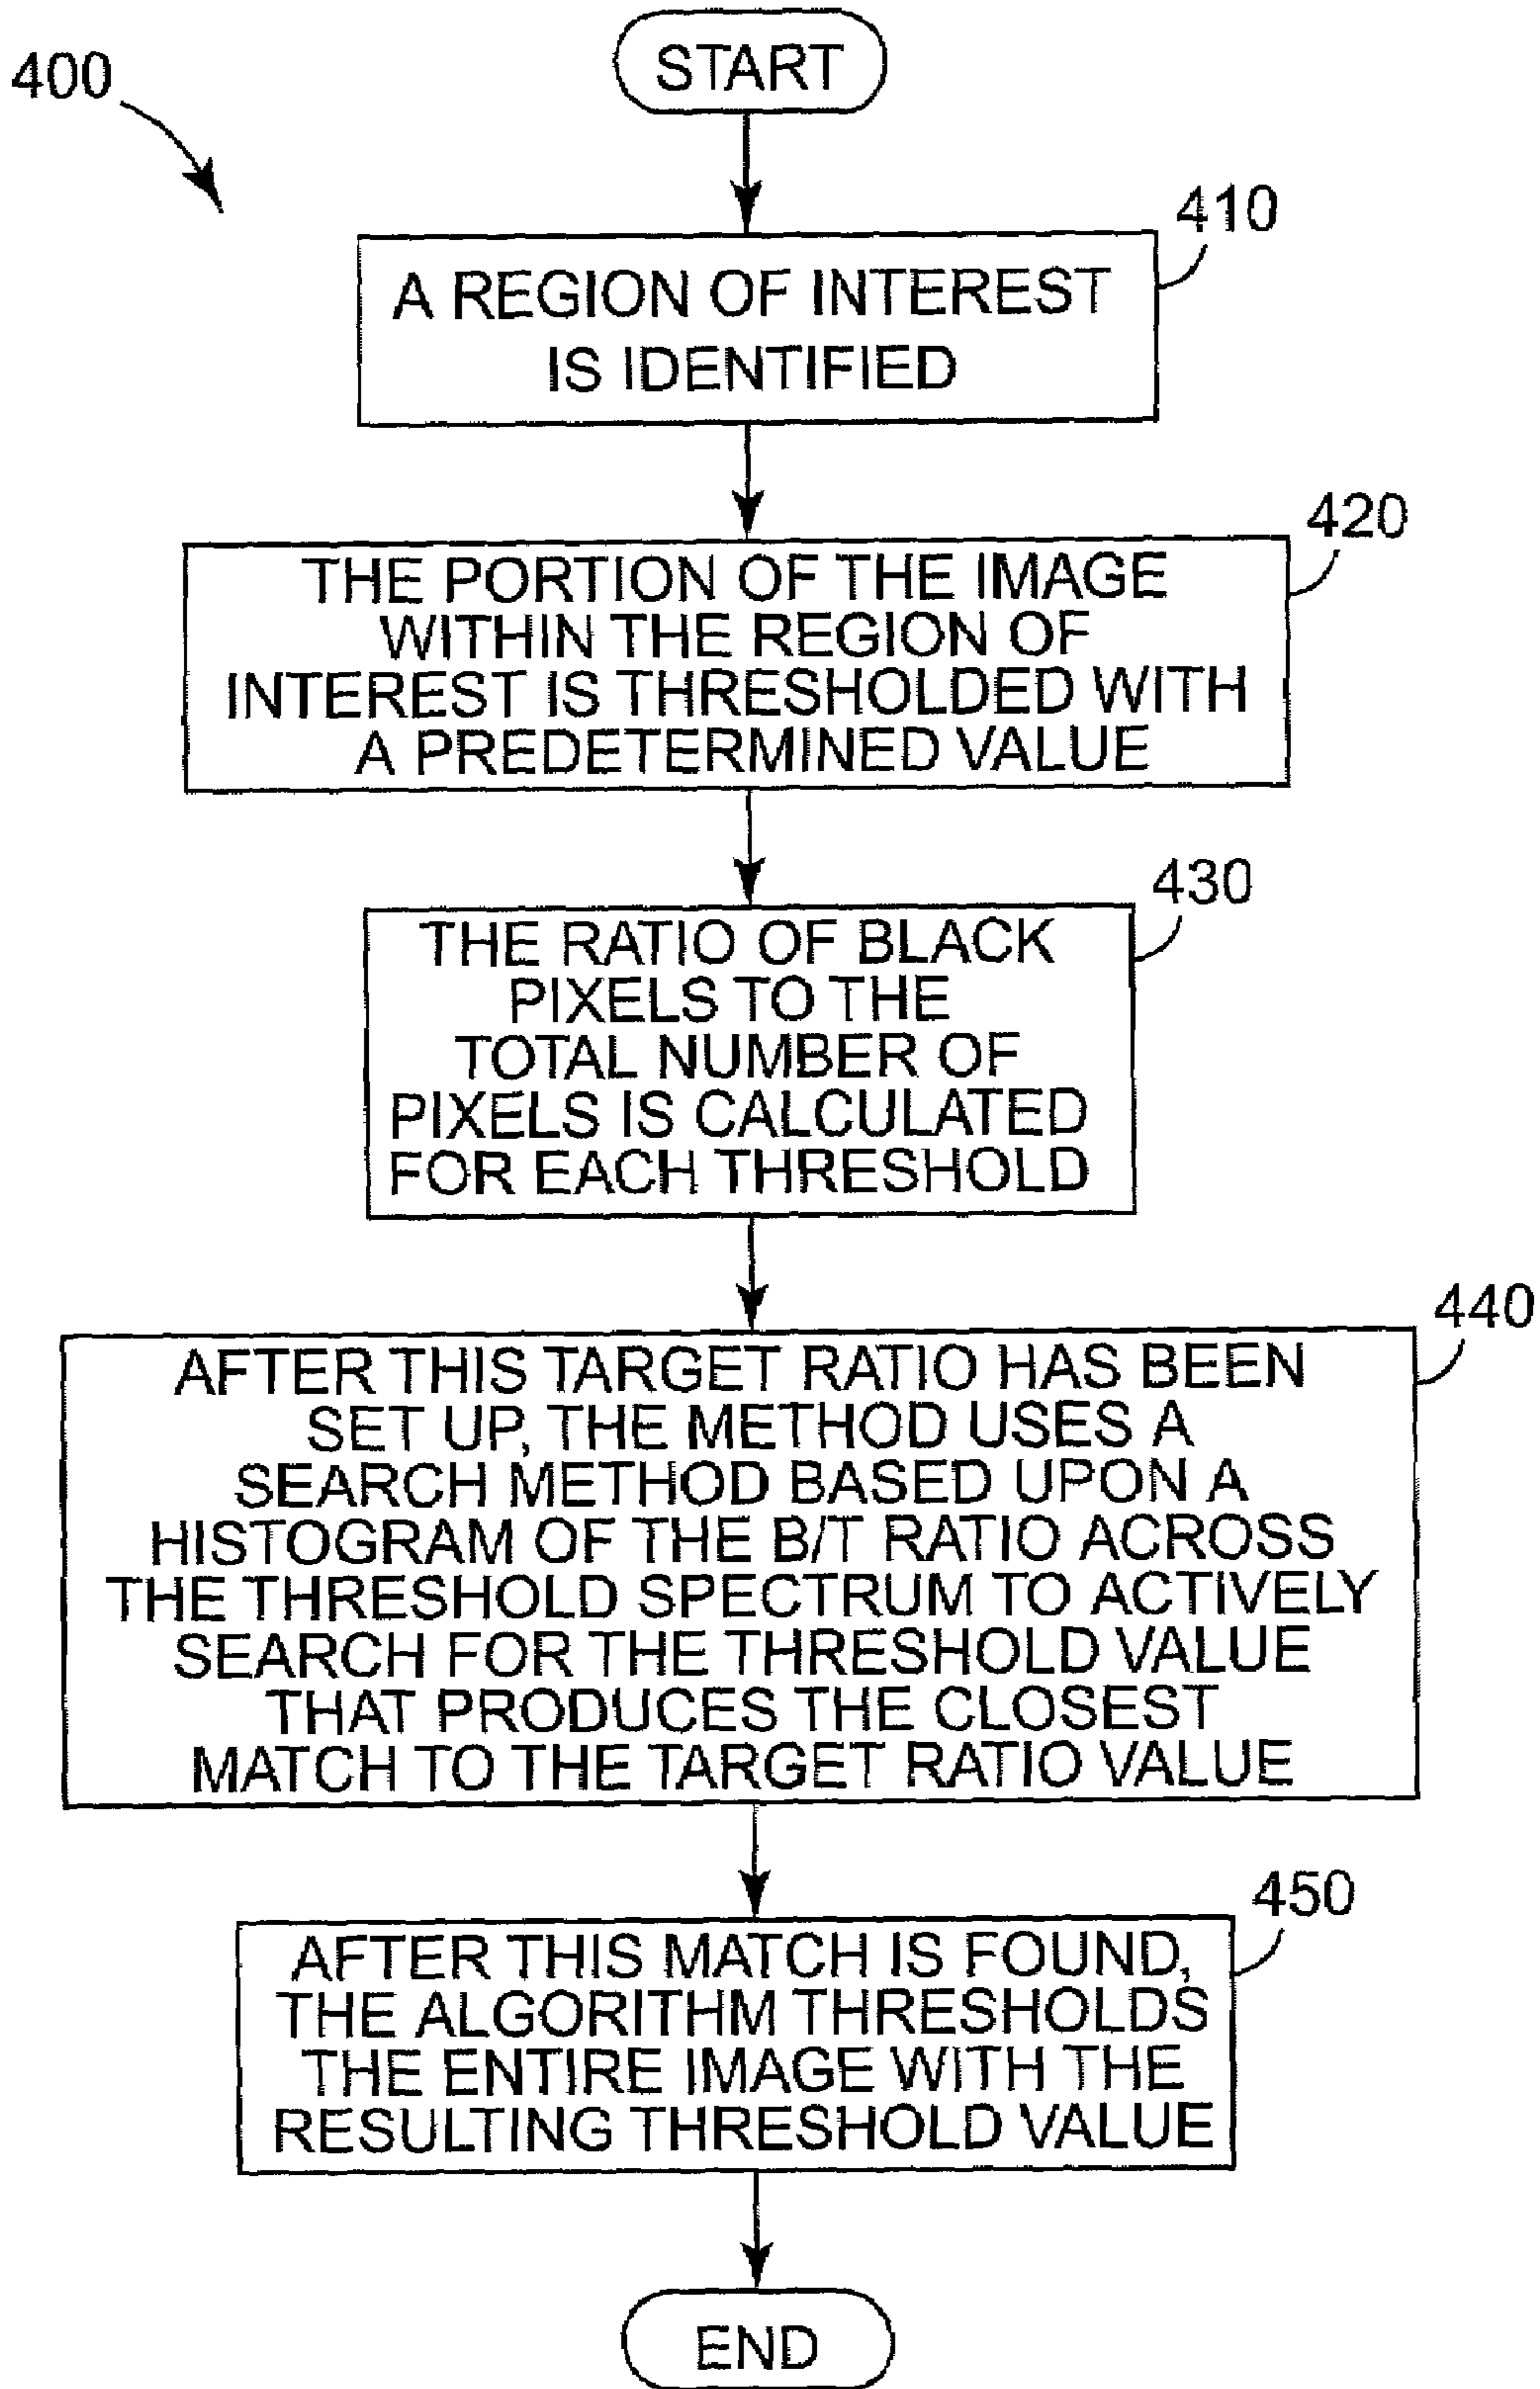 400
START
410
A REGION OF INTEREST
IS IDENTIFIED
420
THE PORTION OF THE IMAGE
WITHIN THE REGION OF
INTEREST IS THRESHOLDED WITH
A PREDETERMINED VALUE
430
THE RATIO OF BLACK
PIXELS TO THE
TOTAL NUMBER OF
PIXELS IS CALCULATED
FOR EACH THRESHOLD
440
AFTER THIS TARGET RATIO HAS BEEN
SET UP, THE METHOD USES A
SEARCH METHOD BASED UPON A
HISTOGRAM OF THE B/T RATIO ACROSS
THE THRESHOLD SPECTRUM TO ACTIVELY
SEARCH FOR THE THRESHOLD VALUE
THAT PRODUCES THE CLOSEST
MATCH TO THE TARGET RATIO VALUE
450
AFTER THIS MATCH IS FOUND,
THE ALGORITHM THRESHOLDS
THE ENTIRE IMAGE WITH THE
RESULTING THRESHOLD VALUE
END